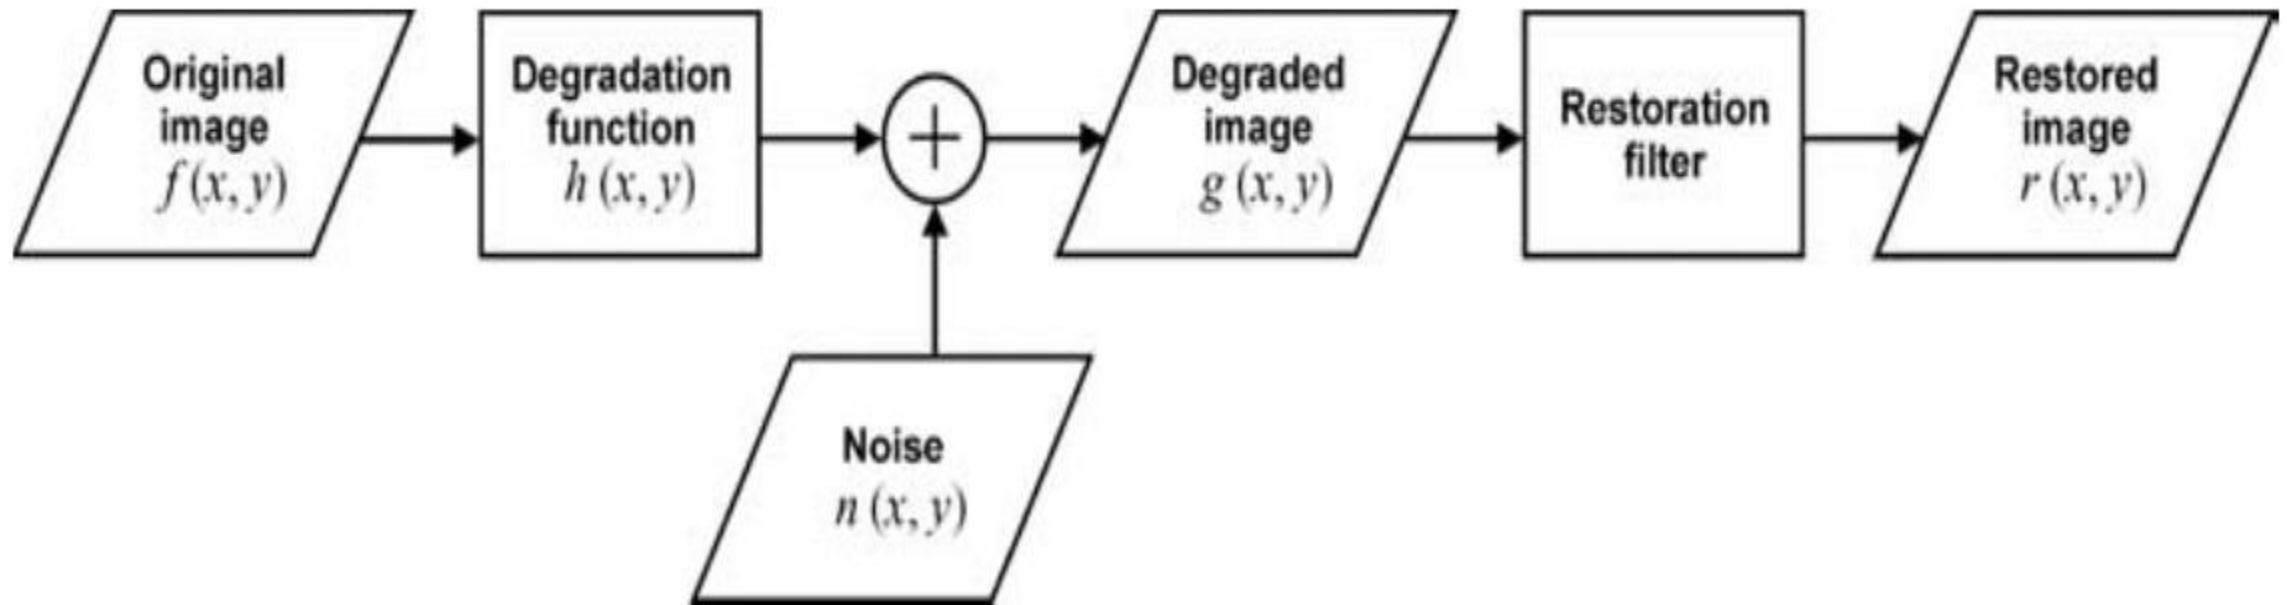 Original
image
f (x, y)
Degradation
function
h (x, y)
+
Degraded
image
g (x, y)
Restoration
filter
Restored
image
r (x, y)
Noise
n (x, y)